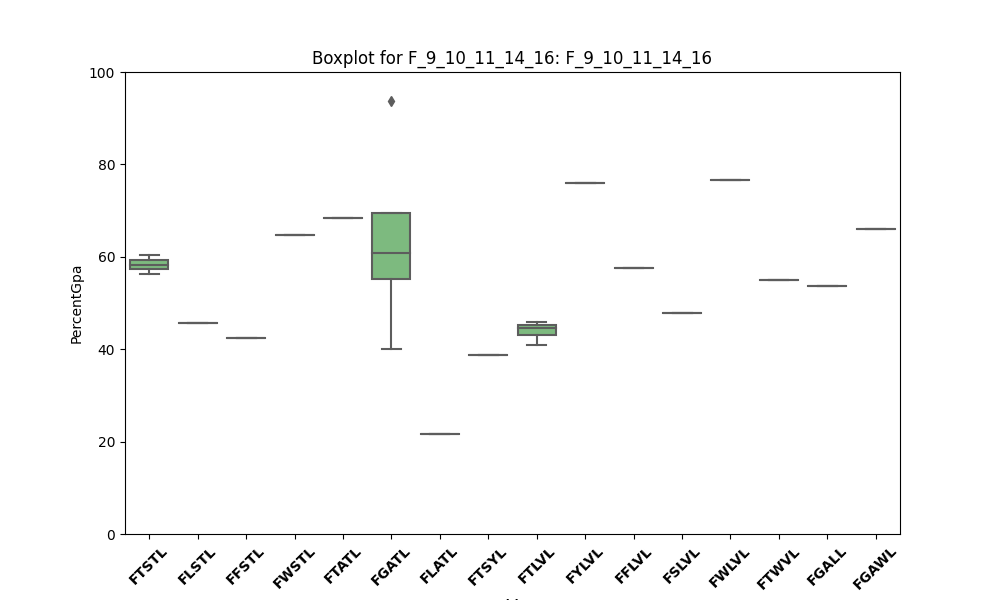 Boxplot for F_9_10_11_14_16: F_9_10_11_14_16
PercentGpa
100
80
60
40
20
0
FTSTL
FLSTL
FFSTL
FWSTL
FTATL
FGATL
FLATL
FTSYL
FTLVL
FYLVL
FFLVL
FSLVL
FWLVL
FTWVL
FGALL
FGAWL